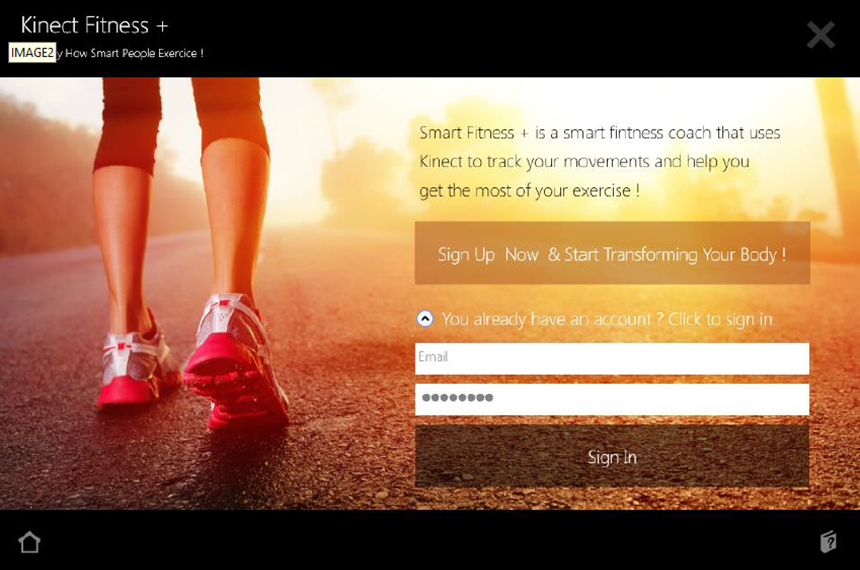 Kinect Fitness +
IMAGE2 y How Smart People Exercice !
Smart Fitness + is a smart fintness coach that uses
Kinect to track your movements and help you
get the most of your exercise !
Sign Up Now & Start Transforming Your Body !
You already have an account ? Click to sign in
Email
Sign In
?